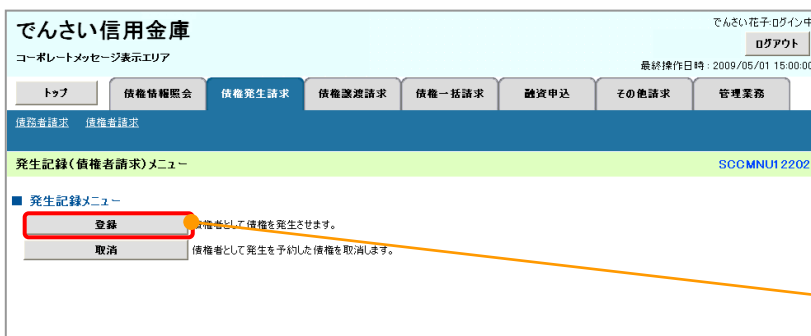 でんさい信用金庫
でんさい花子:ログイン中
ログアウト
コーポレートメッセージ表示エリア
最終操作日時:2009/05/01 15:00:00
トップ 債権情報照会 債権発生請求 債権譲渡請求 債権一括請求 融資申込 その他請求 管理業務
債務者請求 債権者請求
発生記録(債権者請求)メニュー SCCMNU12202
■ 発生記録メニュー
登録 債権者として債権を発生させます。
取消 債権者として発生を予約した債権を取消します。